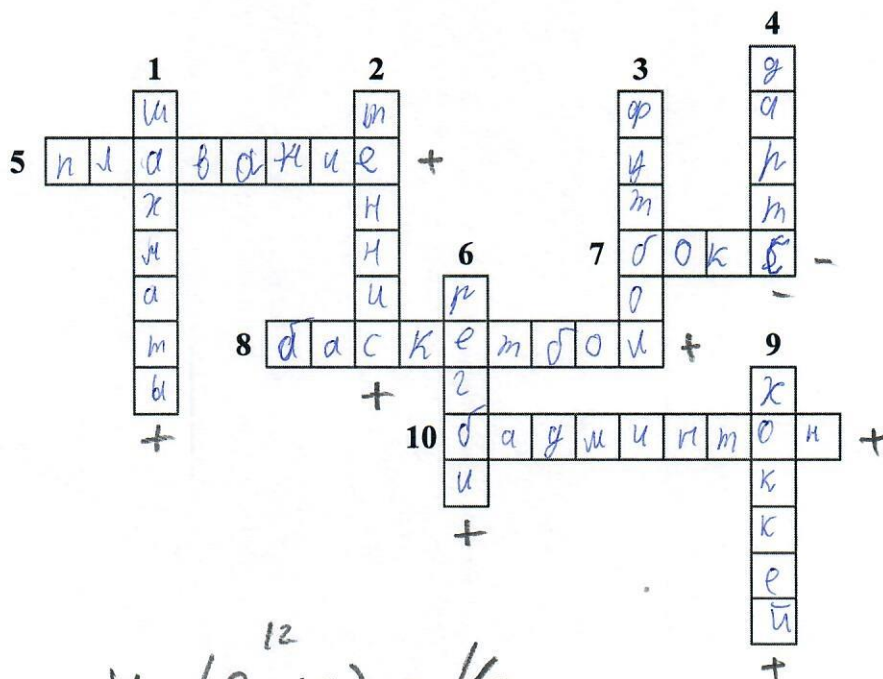 1 шахматы +
2 теннис +
3 футбол
4 дартс -
5 плавание +
6 регби +
7 бокс -
8 баскетбол +
9 хоккей +
10 бадминтон +
12